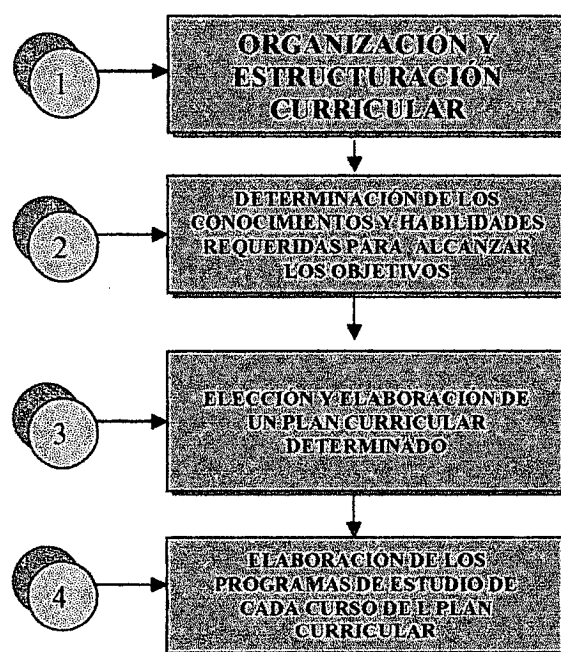 1
ORGANIZACIÓN Y
ESTRUCTURACIÓN
CURRICULAR
2
DETERMINACIÓN DE LOS
CONOCIMIENTOS Y HABILIDADES
REQUERIDAS PARA ALCANZAR
LOS OBJETIVOS
3
ELECCIÓN Y ELABORACIÓN DE
UN PLAN CURRICULAR
DETERMINADO
4
ELABORACIÓN DE LOS
PROGRAMAS DE ESTUDIO DE
CADA CURSO DE L PLAN
CURRICULAR